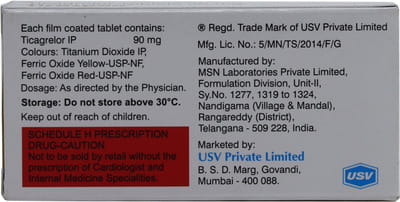 Each film coated tablet contains:
Ticagrelor IP 90 mg
Colours: Titanium Dioxide IP,
Ferric Oxide Yellow-USP-NF,
Ferric Oxide Red-USP-NF
Dosage: As directed by the Physician.
Storage: Do not store above 30°C.
Keep out of reach of children.
SCHEDULE H PRESCRIPTION
DRUG-CAUTION
Not to be sold by retail without the
prescription of Cardiologist and
Internal Medicine Specialities.
® Regd. Trade Mark of USV Private Limited
Mfg. Lic. No.: 5/MN/TS/2014/F/G
Manufactured by:
MSN Laboratories Private Limited,
Formulation Division, Unit-II,
Sy.No. 1277, 1319 to 1324,
Nandigama (Village & Mandal),
Rangareddy (District),
Telangana - 509 228, India.
Marketed by:
USV Private Limited
B. S. D. Marg, Govandi,
Mumbai - 400 088.
USV